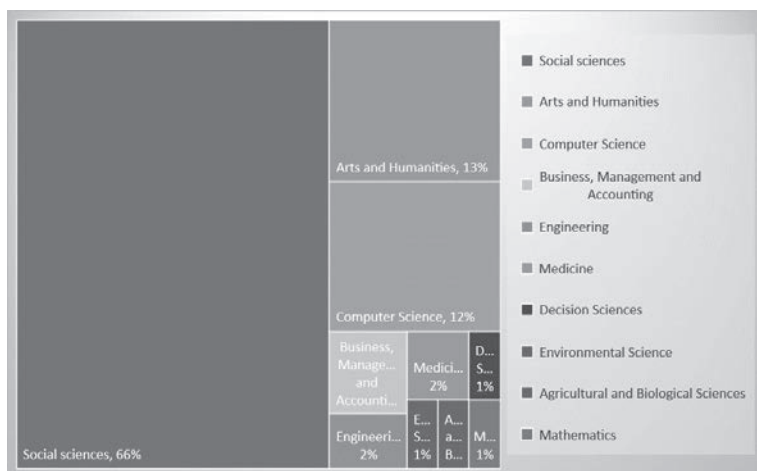 Social sciences, 66%
Arts and Humanities, 13%
Computer Science, 12%
Business,
Manage...
and
Accounti...
Engineeri...
2%
Medici...
2%
D...
S...
1%
E...
S...
1%
A...
a...
B...
M...
1%
Social sciences
Arts and Humanities
Computer Science
Business, Management and
Accounting
Engineering
Medicine
Decision Sciences
Environmental Science
Agricultural and Biological Sciences
Mathematics